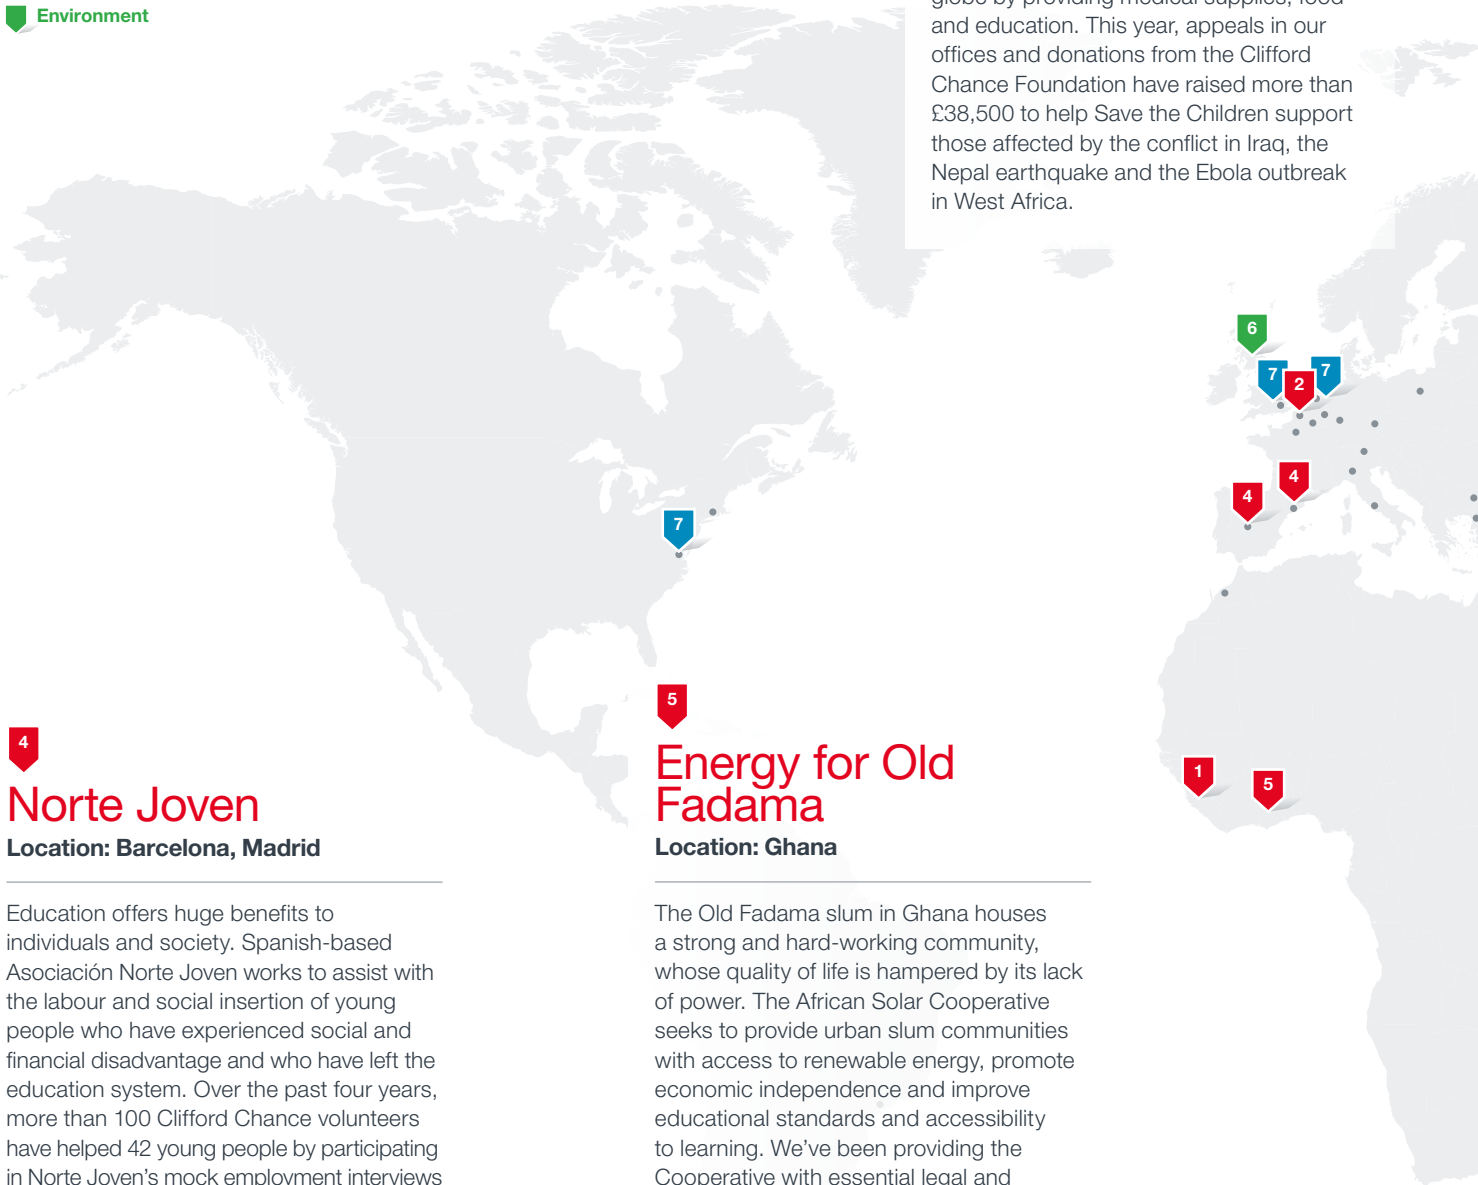 Environment
globe by providing medical supplies, food
and education. This year, appeals in our
offices and donations from the Clifford
Chance Foundation have raised more than
£38,500 to help Save the Children support
those affected by the conflict in Iraq, the
Nepal earthquake and the Ebola outbreak
in West Africa.
6
7
2
7
4
4
7
1
5
4
Norte Joven
Location: Barcelona, Madrid
Education offers huge benefits to
individuals and society. Spanish-based
Asociación Norte Joven works to assist with
the labour and social insertion of young
people who have experienced social and
financial disadvantage and who have left the
education system. Over the past four years,
more than 100 Clifford Chance volunteers
have helped 42 young people by participating
in Norte Joven’s mock employment interviews
5
Energy for Old
Fadama
Location: Ghana
The Old Fadama slum in Ghana houses
a strong and hard-working community,
whose quality of life is hampered by its lack
of power. The African Solar Cooperative
seeks to provide urban slum communities
with access to renewable energy, promote
economic independence and improve
educational standards and accessibility
to learning. We’ve been providing the
Cooperative with essential legal and